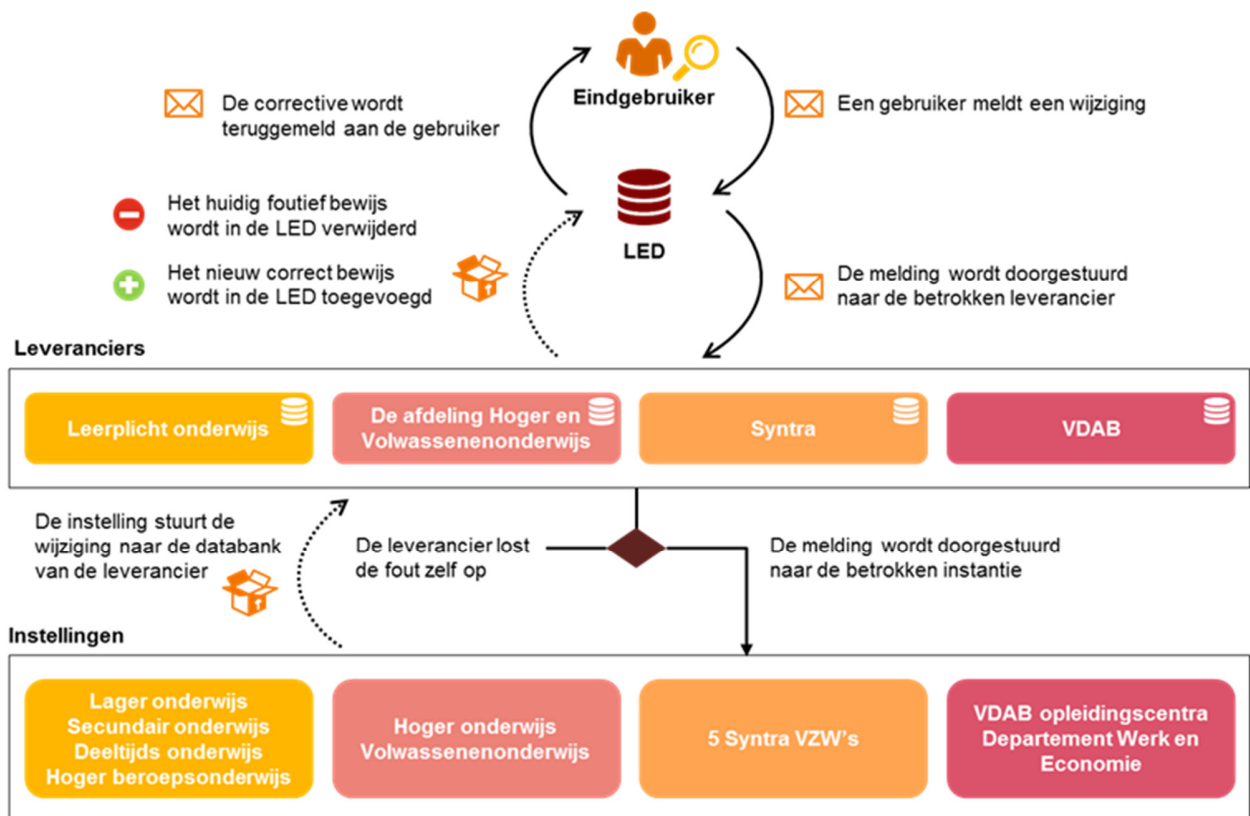 Eindgebruiker
De corrective wordt
teruggemeld aan de gebruiker
Een gebruiker meldt een wijziging
Het huidig foutief bewijs
wordt in de LED verwijderd
LED
Het nieuw correct bewijs
wordt in de LED toegevoegd
De melding wordt doorgestuurd
naar de betrokken leverancier
Leveranciers
Leerplicht onderwijs
De afdeling Hoger en
Volwassenenonderwijs
Syntra
VDAB
De instelling stuurt de
wijziging naar de databank
van de leverancier
De leverancier lost
de fout zelf op
De melding wordt doorgestuurd
naar de betrokken instantie
Instellingen
Lager onderwijs
Secundair onderwijs
Deeltijds onderwijs
Hoger beroepsonderwijs
Hoger onderwijs
Volwassenenonderwijs
5 Syntra VZW's
VDAB opleidingscentra
Departement Werk en
Economie